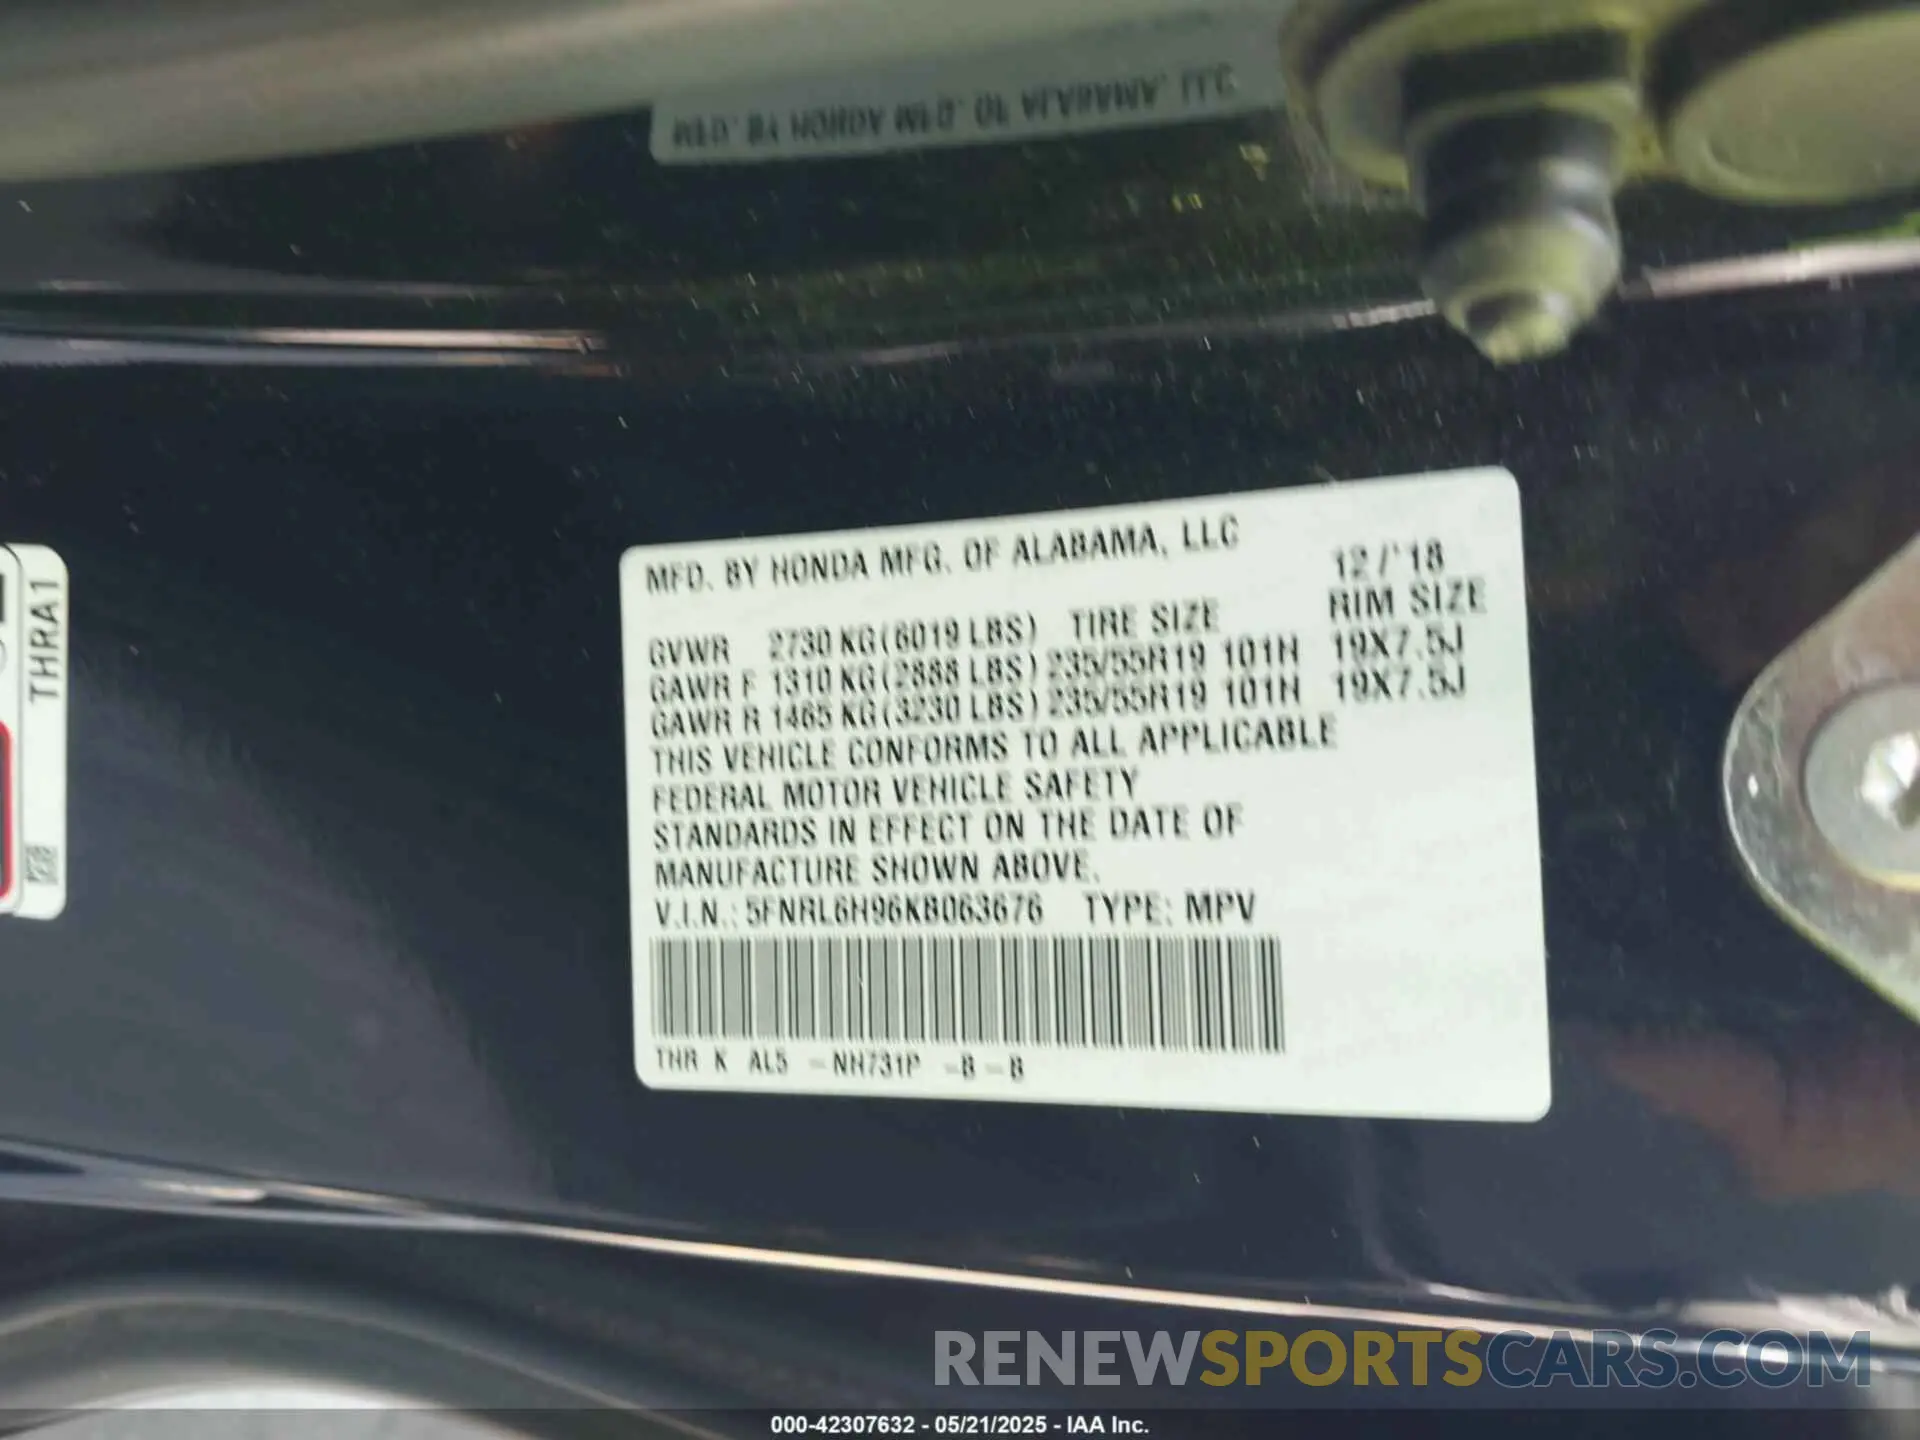 MFD. BY HONDA MFG. OF ALABAMA, LLC
12/'18
GVWR 2730 KG(6019 LBS) TIRE SIZE RIM SIZE
GAWR F 1310 KG(2888 LBS) 235/55R19 101H 19X7.5J
GAWR R 1465 KG(3230 LBS) 235/55R19 101H 19X7.5J
THIS VEHICLE CONFORMS TO ALL APPLICABLE
FEDERAL MOTOR VEHICLE SAFETY
STANDARDS IN EFFECT ON THE DATE OF
MANUFACTURE SHOWN ABOVE.
V.I.N.: 5FNRL6H96KB063676 TYPE: MPV
THR K AL5 -NH731P -B-B
THRA1
RENEWSPORTSCARS.COM
000-42307632 - 05/21/2025 - IAA Inc.